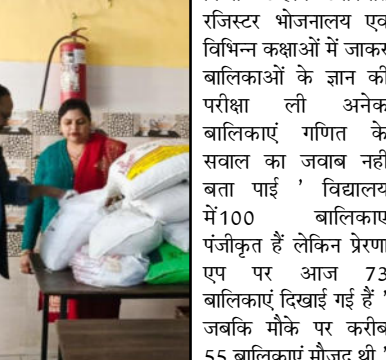 रजिस्टर भोजनालय एवं
विभिन्न कक्षाओं में जाकर
बालिकाओं के ज्ञान की
परीक्षा ली अनेक
बालिकाएं गणित के
सवाल का जवाब नहीं
बता पाई ’ विद्यालय
में100 बालिकाएं
पंजीकृत हैं लेकिन प्रेरणा
एप पर आज 73
बालिकाएं दिखाई गई हैं ’
जबकि मौके पर करीब
55 बालिकाएं मौजूद थी ’